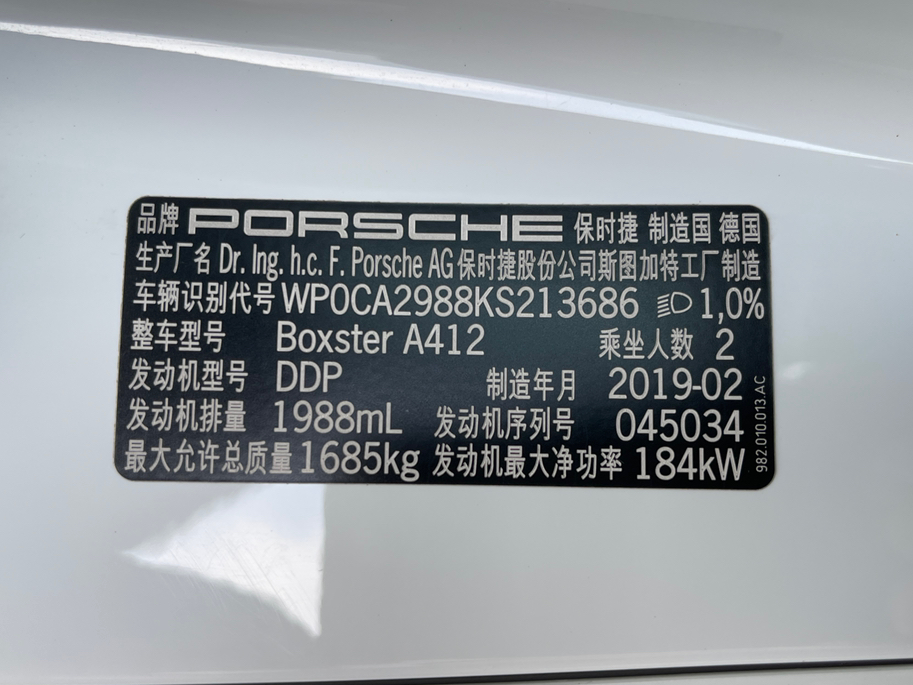 品牌 PORSCHE 保时捷 制造国 德国
生产厂名 Dr. Ing. h.c. F. Porsche AG 保时捷股份公司斯图加特工厂制造
车辆识别代号 WP0CA2988KS213686 1,0%
整车型号 Boxster A412 乘坐人数 2
发动机型号 DDP 制造年月 2019-02
发动机排量 1988mL 发动机序列号 045034
最大允许总质量 1685kg 发动机最大净功率 184kW
982.010.013.AC